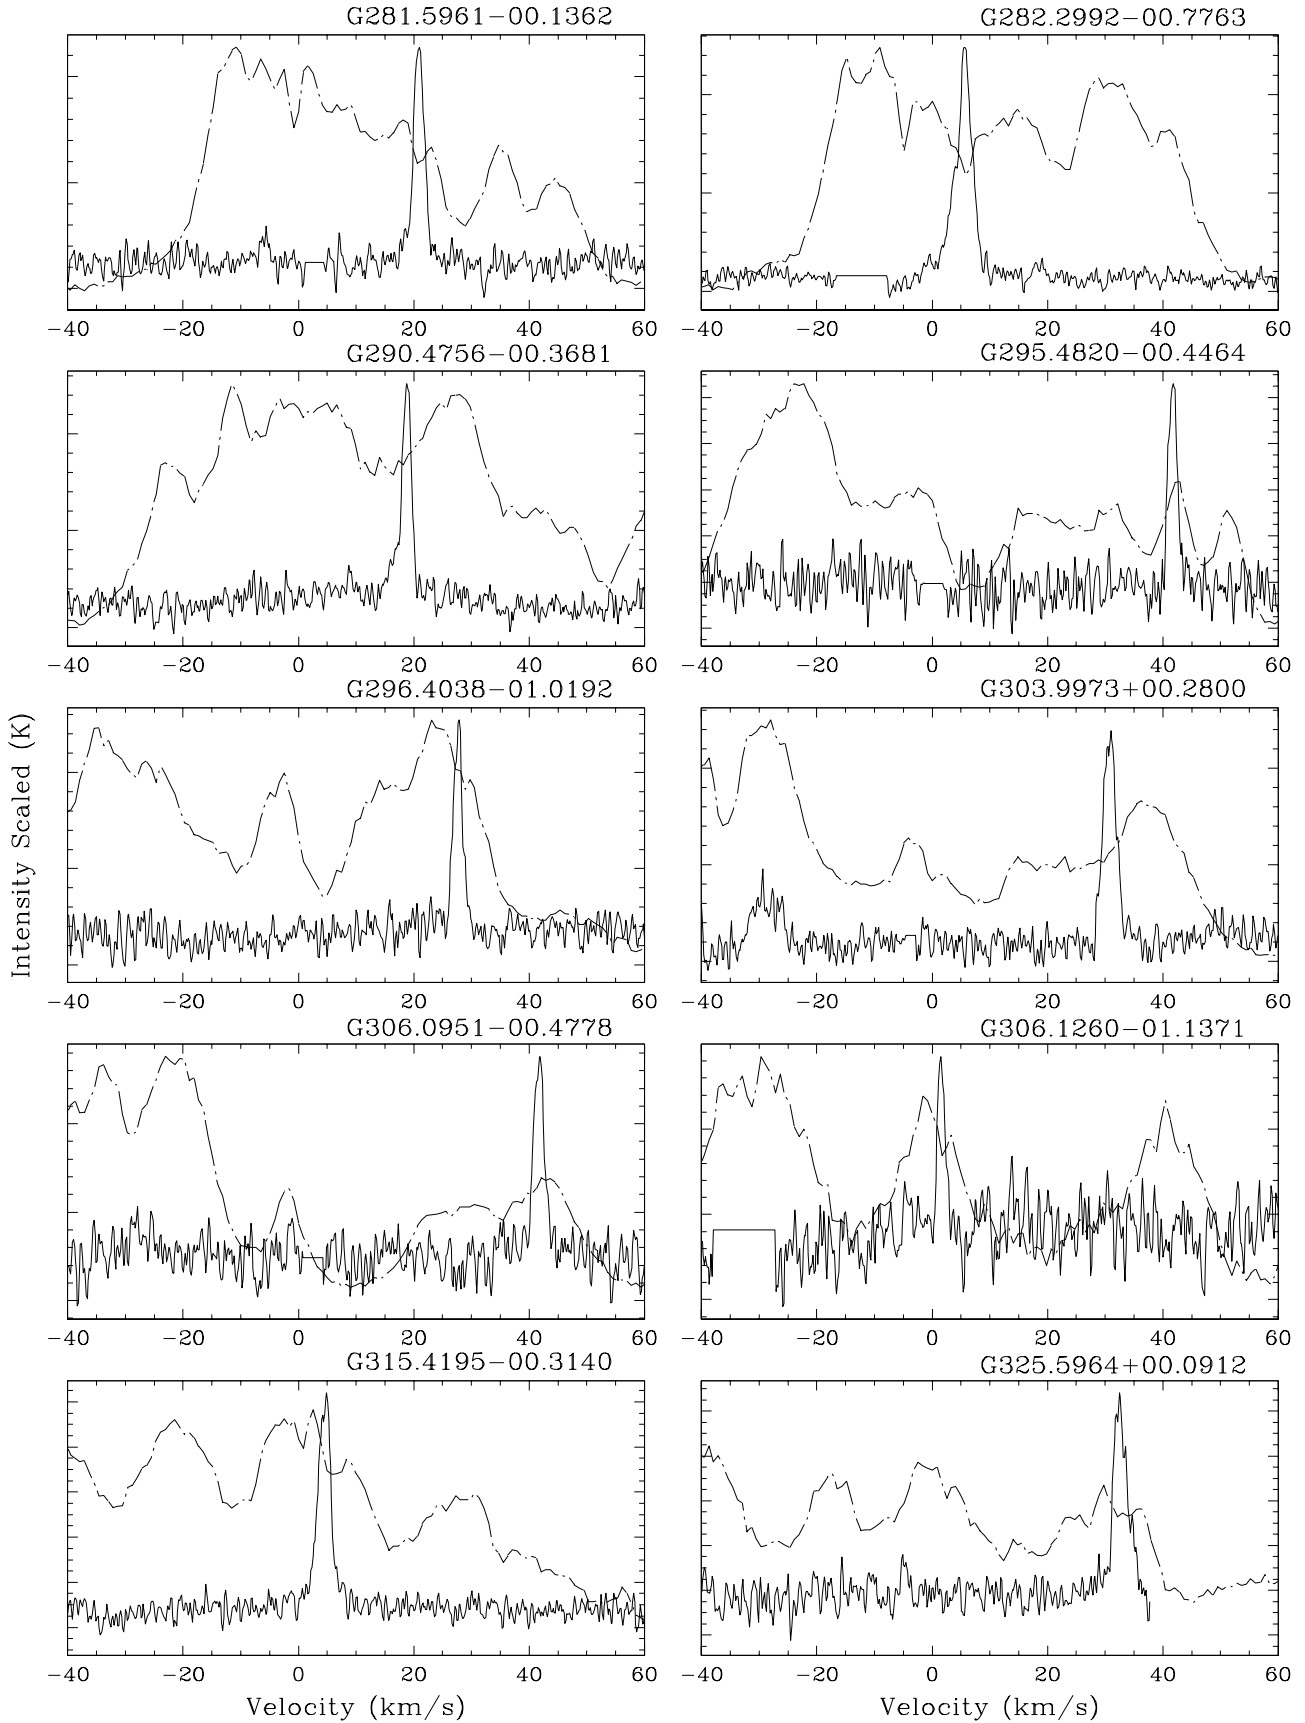 G281.5961−00.1362 G282.2992−00.7763
−40 −20 0 20 40 60 −40 −20 0 20 40 60
G290.4756−00.3681 G295.4820−00.4464
−40 −20 0 20 40 60 −40 −20 0 20 40 60
G296.4038−01.0192 G303.9973+00.2800
Intensity Scaled (K)
−40 −20 0 20 40 60 −40 −20 0 20 40 60
G306.0951−00.4778 G306.1260−01.1371
−40 −20 0 20 40 60 −40 −20 0 20 40 60
G315.4195−00.3140 G325.5964+00.0912
−40 −20 0 20 40 60 −40 −20 0 20 40 60
Velocity (km/s) Velocity (km/s)